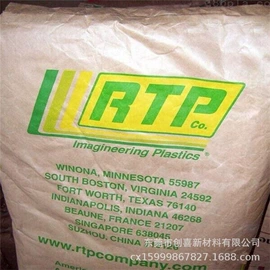 RTP Co.
Imagineering Plastics®
WINONA, MINNESOTA 55987
SOUTH BOSTON, VIRGINIA 24592
FORT WORTH, TEXAS 76140
INDIANAPOLIS, INDIANA 46268
BEAUNE, FRANCE 21207
SINGAPORE 638045
SUZHOU, CHINA
www.rtpcompany.com
东莞市创喜新材料有限公司
cx15999867827.1688.com